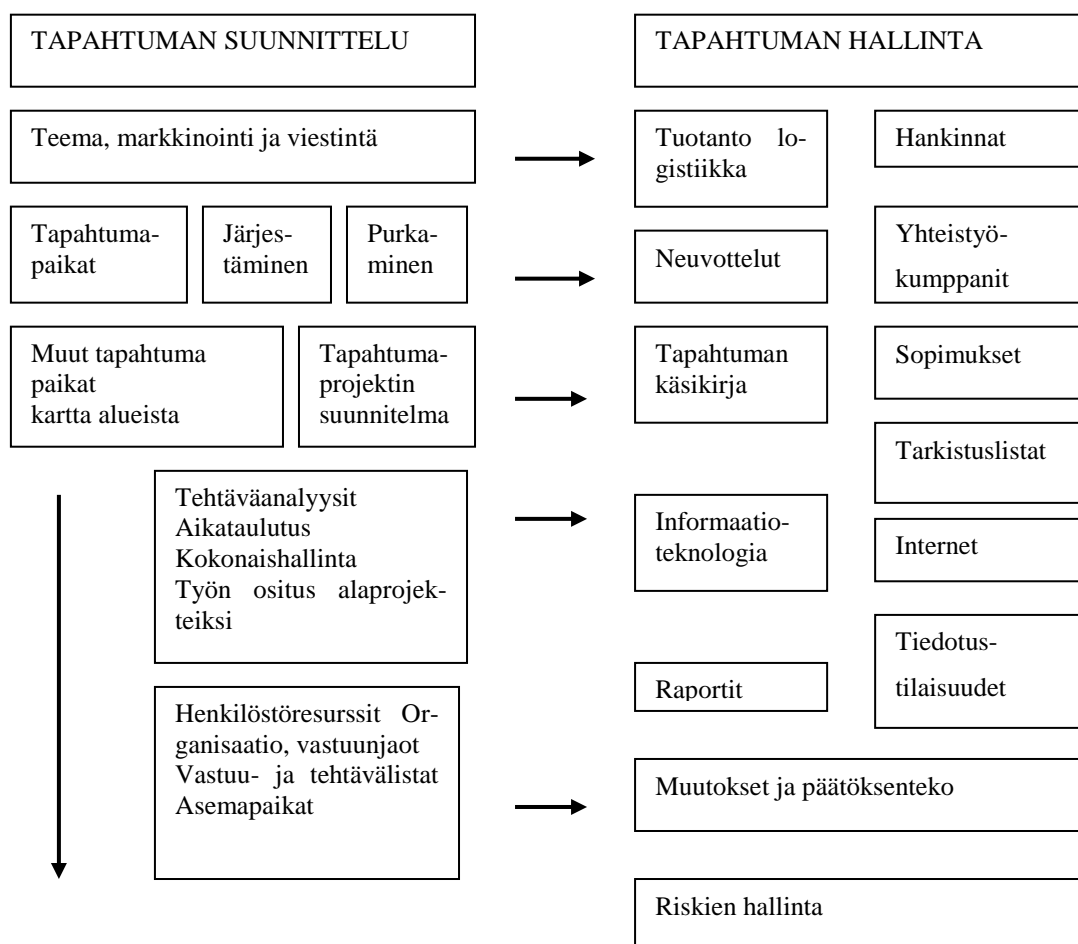 TAPAHTUMAN SUUNNITTELU
TAPAHTUMAN HALLINTA
Teema, markkinointi ja viestintä
Tuotanto lo-
gistiikka
Hankinnat
Tapahtuma-
paikat
Järjes-
täminen
Purka-
minen
Neuvottelut
Yhteistyö-
kumppanit
Muut tapahtuma
paikat
kartta alueista
Tapahtuma-
projektin
suunnitelma
Tapahtuman
käsikirja
Sopimukset
Tarkistuslistat
Tehtäväanalyysit
Aikataulutus
Kokonaishallinta
Työn ositus alaprojek-
teiksi
Informaatio-
teknologia
Internet
Tiedotus-
tilaisuudet
Raportit
Henkilöstöresurssit Or-
ganisaatio, vastuunjaot
Vastuu- ja tehtävälistat
Asemapaikat
Muutokset ja päätöksenteko
Riskien hallinta